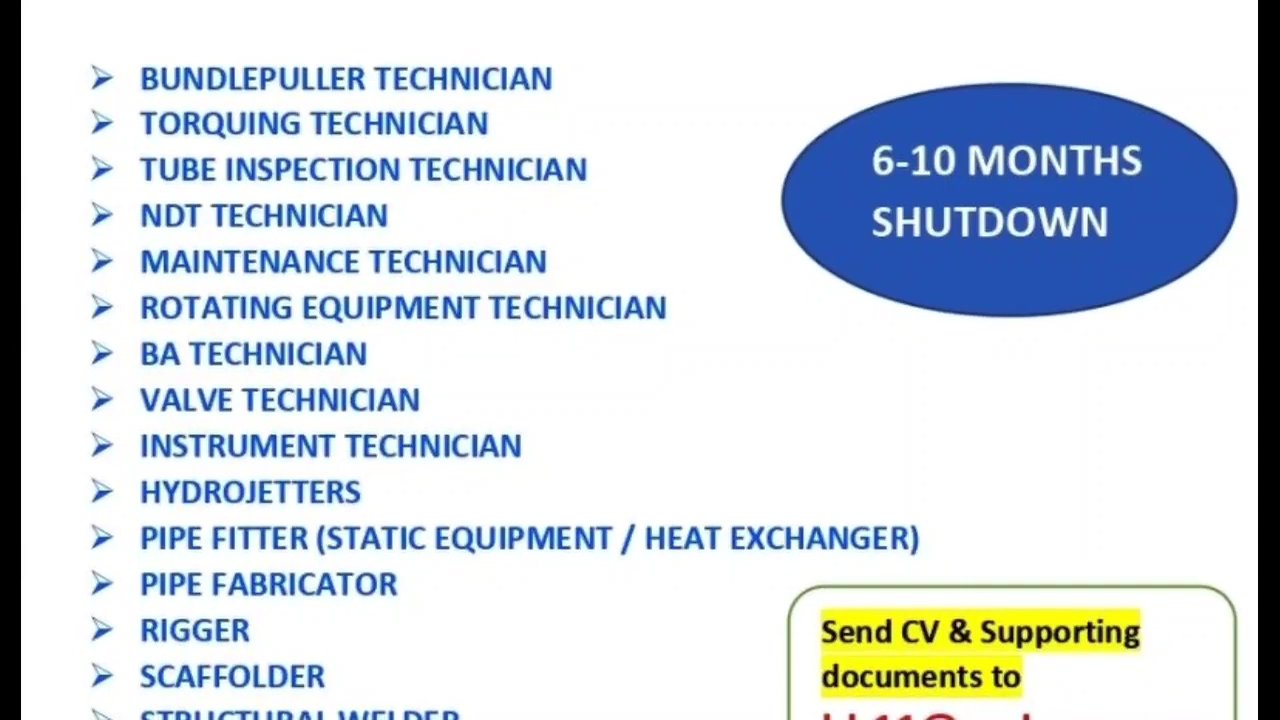 BUNDLEPULLER TECHNICIAN
TORQUING TECHNICIAN
TUBE INSPECTION TECHNICIAN
NDT TECHNICIAN
MAINTENANCE TECHNICIAN
ROTATING EQUIPMENT TECHNICIAN
BA TECHNICIAN
VALVE TECHNICIAN
INSTRUMENT TECHNICIAN
HYDROJETTERS
PIPE FITTER (STATIC EQUIPMENT / HEAT EXCHANGER)
PIPE FABRICATOR
RIGGER
SCAFFOLDER
STRUCTURAL WELDER
6-10 MONTHS
SHUTDOWN
Send CV & Supporting
documents to